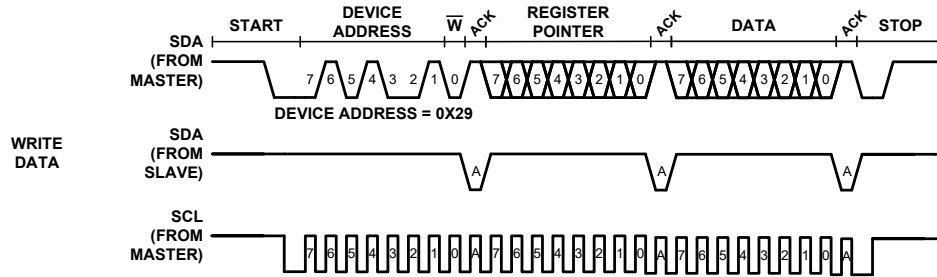 START DEVICE ADDRESS W ACK REGISTER POINTER ACK DATA ACK STOP
SDA (FROM MASTER)
7 6 5 4 3 2 1 0 7 6 5 4 3 2 1 0 7 6 5 4 3 2 1 0
DEVICE ADDRESS = 0X29
WRITE DATA
SDA (FROM SLAVE)
A A A
SCL (FROM MASTER)
7 6 5 4 3 2 1 0 A 7 6 5 4 3 2 1 0 A 7 6 5 4 3 2 1 0 A